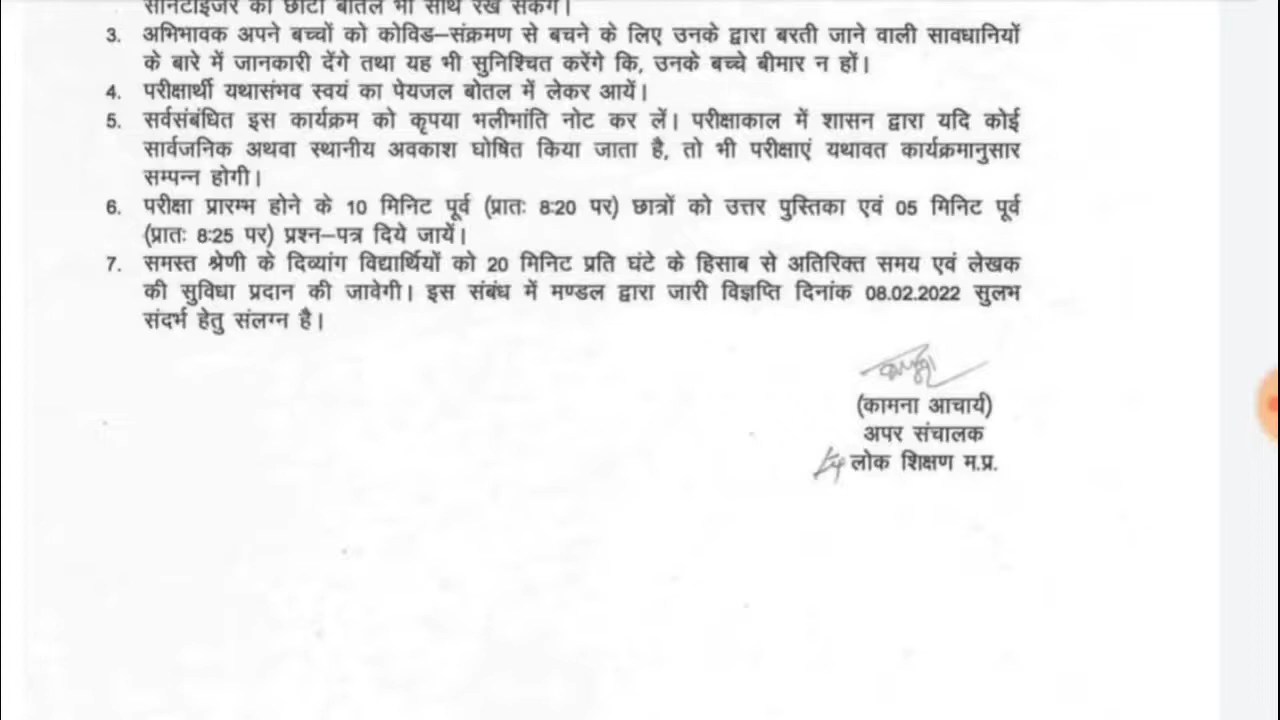 सैनिटाइजर की छोटी बोतल भी साथ रख सकेंगे।
3. अभिभावक अपने बच्चों को कोविड–संक्रमण से बचने के लिए उनके द्वारा बरती जाने वाली सावधानियों
के बारे में जानकारी देंगे तथा यह भी सुनिश्चित करेंगे कि, उनके बच्चे बीमार न हों।
4. परीक्षार्थी यथासंभव स्वयं का पेयजल बोतल में लेकर आयें।
5. सर्वसंबंधित इस कार्यक्रम को कृपया भलीभांति नोट कर लें। परीक्षाकाल में शासन द्वारा यदि कोई
सार्वजनिक अथवा स्थानीय अवकाश घोषित किया जाता है, तो भी परीक्षाएं यथावत कार्यक्रमानुसार
सम्पन्न होगी।
6. परीक्षा प्रारम्भ होने के 10 मिनिट पूर्व (प्रातः 8:20 पर) छात्रों को उत्तर पुस्तिका एवं 05 मिनिट पूर्व
(प्रातः 8:25 पर) प्रश्न–पत्र दिये जायें।
7. समस्त श्रेणी के दिव्यांग विद्यार्थियों को 20 मिनिट प्रति घंटे के हिसाब से अतिरिक्त समय एवं लेखक
की सुविधा प्रदान की जावेगी। इस संबंध में मण्डल द्वारा जारी विज्ञप्ति दिनांक 08.02.2022 सुलभ
संदर्भ हेतु संलग्न है।
(कामना आचार्य)
अपर संचालक
लोक शिक्षण म.प्र.